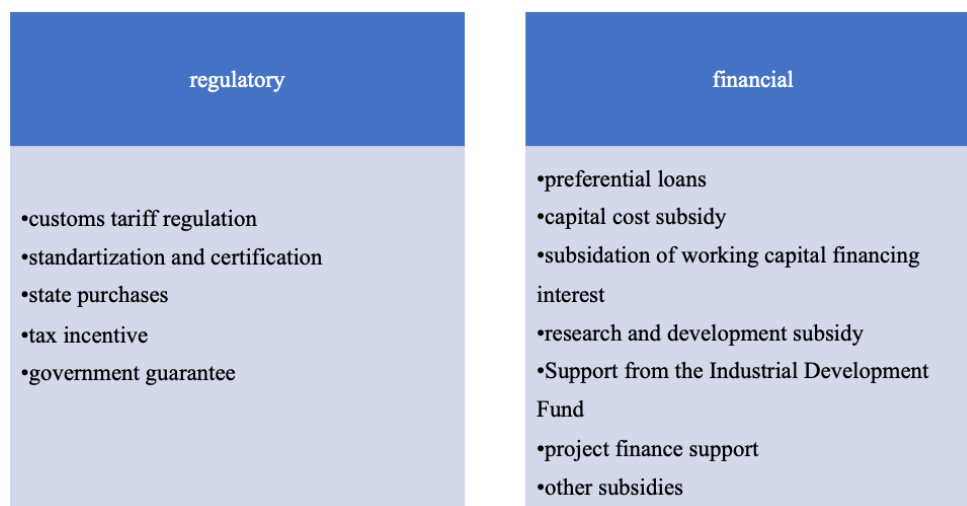 regulatory
•customs tariff regulation
•standartization and certification
•state purchases
•tax incentive
•government guarantee
financial
•preferential loans
•capital cost subsidy
•subsidation of working capital financing
interest
•research and development subsidy
•Support from the Industrial Development
Fund
•project finance support
•other subsidies